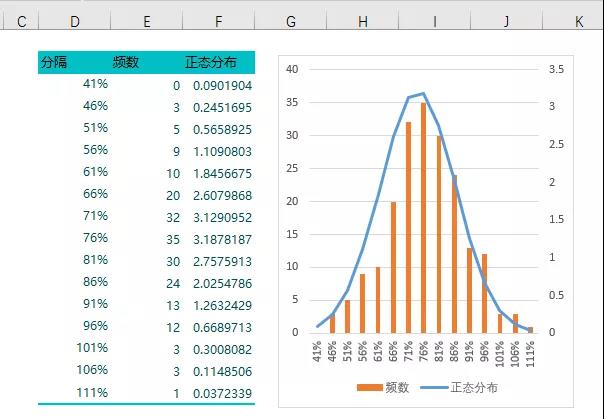 C D E F G H I J K
分隔 频数 正态分布
41% 0 0.0901904
46% 3 0.2451695
51% 5 0.5658925
56% 9 1.1090803
61% 10 1.8456675
66% 20 2.6079868
71% 32 3.1290952
76% 35 3.1878187
81% 30 2.7575913
86% 24 2.0254786
91% 13 1.2632429
96% 12 0.6689713
101% 3 0.3008082
106% 3 0.1148506
111% 1 0.0372339
40 3.5
35 3
30 2.5
25 2
20 1.5
15 1
10 0.5
5 0
0
41% 46% 51% 56% 61% 66% 71% 76% 81% 86% 91% 96% 101% 106% 111%
频数 正态分布